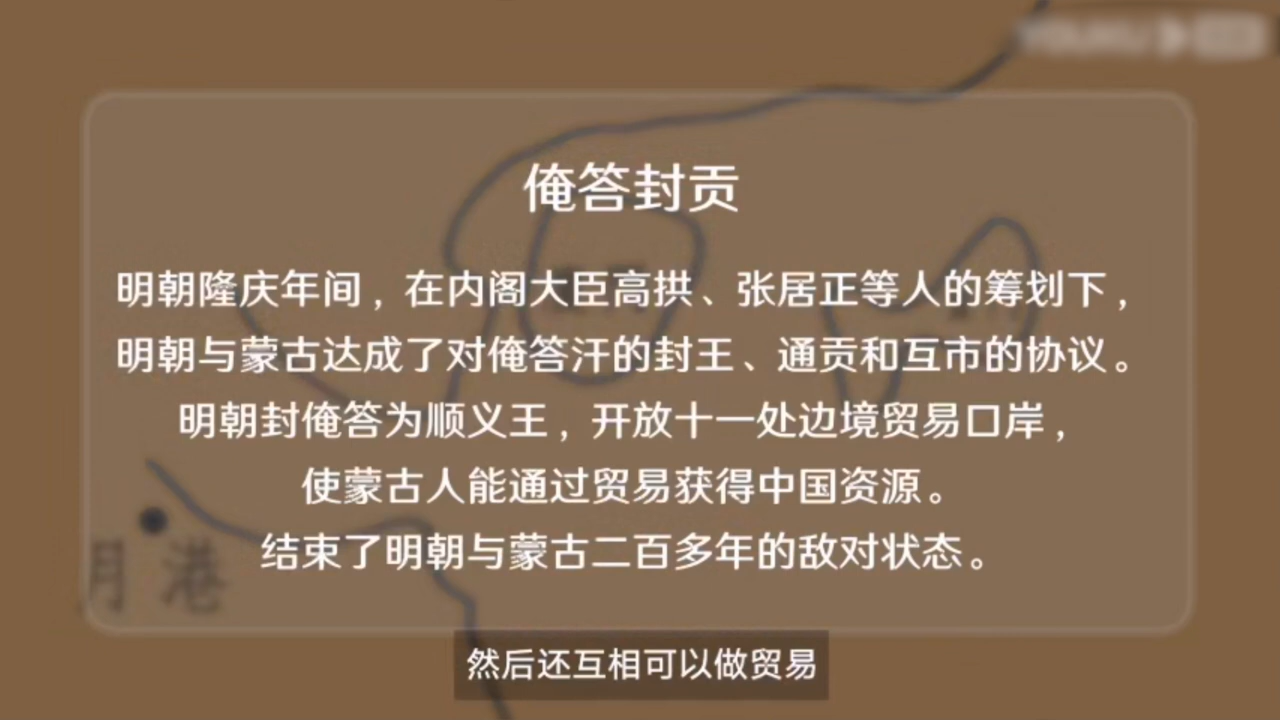 俺答封贡
明朝隆庆年间，在内阁大臣高拱、张居正等人的筹划下，
明朝与蒙古达成了对俺答汗的封王、通贡和互市的协议。
明朝封俺答为顺义王，开放十一处边境贸易口岸，
使蒙古人能通过贸易获得中国资源。
结束了明朝与蒙古二百多年的敌对状态。
月港
然后还互相可以做贸易